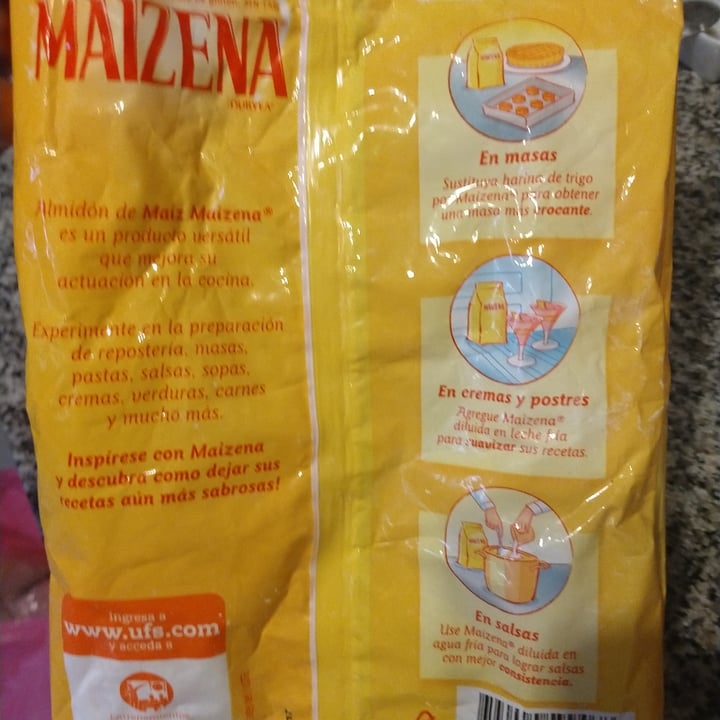 MAIZENA
DURYEA®
Almidón de Maíz Maizena®
es un producto versátil
que mejora su
actuación en la cocina.
Experimente en la preparación
de repostería, masas,
pastas, salsas, sopas,
cremas, verduras, carnes
y mucho más.
Inspírese con Maizena
y descubra como dejar sus
recetas aún más sabrosas!
Ingresa a
www.ufs.com
y acceda a
MAIZENA
En masas
Sustituya harina de trigo
por Maizena® para obtener
una masa más crocante.
MAIZENA
En cremas y postres
Agregue Maizena®
diluida en leche fría
para suavizar sus recetas.
MAIZENA
En salsas
Use Maizena® diluida en
agua fría para lograr salsas
con mejor consistencia.